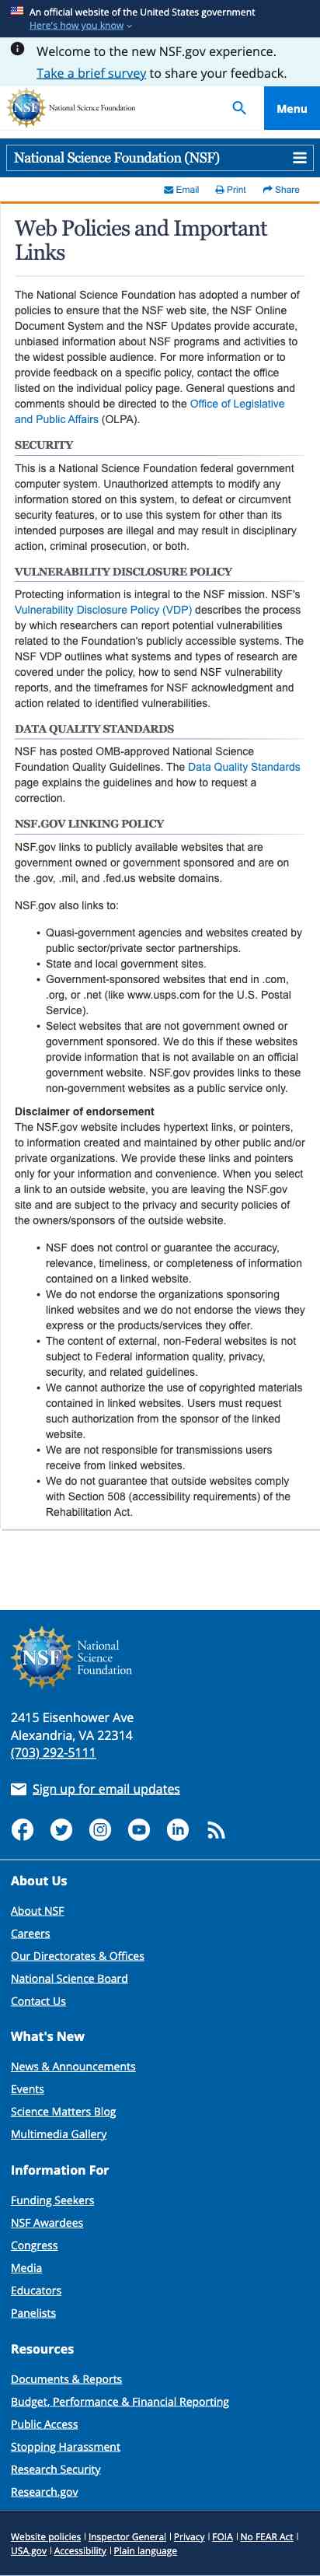 An official website of the United States government
Here's how you know
Welcome to the new NSF.gov experience.
Take a brief survey to share your feedback.
NSF National Science Foundation
Menu
National Science Foundation (NSF)
Email Print Share
Web Policies and Important
Links
The National Science Foundation has adopted a number of
policies to ensure that the NSF web site, the NSF Online
Document System and the NSF Updates provide accurate,
unbiased information about NSF programs and activities to
the widest possible audience. For more information or to
provide feedback on a specific policy, contact the office
listed on the individual policy page. General questions and
comments should be directed to the Office of Legislative
and Public Affairs (OLPA).
SECURITY
This is a National Science Foundation federal government
computer system. Unauthorized attempts to modify any
information stored on this system, to defeat or circumvent
security features, or to use this system for other than its
intended purposes are illegal and may result in disciplinary
action, criminal prosecution, or both.
VULNERABILITY DISCLOSURE POLICY
Protecting information is integral to the NSF mission. NSF's
Vulnerability Disclosure Policy (VDP) describes the process
by which researchers can report potential vulnerabilities
related to the Foundation's publicly accessible systems. The
NSF VDP outlines what systems and types of research are
covered under the policy, how to send NSF vulnerability
reports, and the timeframes for NSF acknowledgment and
action related to identified vulnerabilities.
DATA QUALITY STANDARDS
NSF has posted OMB-approved National Science
Foundation Quality Guidelines. The Data Quality Standards
page explains the guidelines and how to request a
correction.
NSF.GOV LINKING POLICY
NSF.gov links to publicly available websites that are
government owned or government sponsored and are on
the .gov, .mil, and .fed.us website domains.
NSF.gov also links to:
• Quasi-government agencies and websites created by
public sector/private sector partnerships.
• State and local government sites.
• Government-sponsored websites that end in .com,
.org, or .net (like www.usps.com for the U.S. Postal
Service).
• Select websites that are not government owned or
government sponsored. We do this if these websites
provide information that is not available on an official
government website. NSF.gov provides links to these
non-government websites as a public service only.
Disclaimer of endorsement
The NSF.gov website includes hypertext links, or pointers,
to information created and maintained by other public and/or
private organizations. We provide these links and pointers
only for your information and convenience. When you select
a link to an outside website, you are leaving the NSF.gov
site and are subject to the privacy and security policies of
the owners/sponsors of the outside website.
• NSF does not control or guarantee the accuracy,
relevance, timeliness, or completeness of information
contained on a linked website.
• We do not endorse the organizations sponsoring
linked websites and we do not endorse the views they
express or the products/services they offer.
• The content of external, non-Federal websites is not
subject to Federal information quality, privacy,
security, and related guidelines.
• We cannot authorize the use of copyrighted materials
contained in linked websites. Users must request
such authorization from the sponsor of the linked
website.
• We are not responsible for transmissions users
receive from linked websites.
• We do not guarantee that outside websites comply
with Section 508 (accessibility requirements) of the
Rehabilitation Act.
NSF
National
Science
Foundation
2415 Eisenhower Ave
Alexandria, VA 22314
(703) 292-5111
Sign up for email updates
About Us
About NSF
Careers
Our Directorates & Offices
National Science Board
Contact Us
What's New
News & Announcements
Events
Science Matters Blog
Multimedia Gallery
Information For
Funding Seekers
NSF Awardees
Congress
Media
Educators
Panelists
Resources
Documents & Reports
Budget, Performance & Financial Reporting
Public Access
Stopping Harassment
Research Security
Research.gov
Website policies | Inspector General | Privacy | FOIA | No FEAR Act |
USA.gov | Accessibility | Plain language